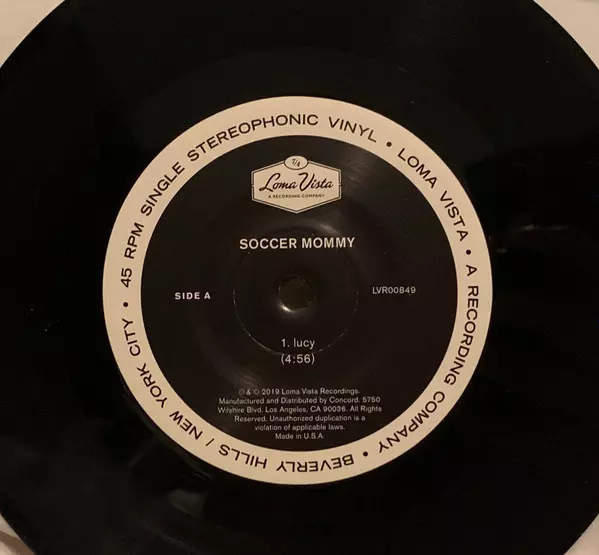 45 RPM SINGLE STEREOPHONIC VINYL • LOMA VISTA • A RECORDING COMPANY • BEVERLY HILLS / NEW YORK CITY •
Loma Vista
A RECORDING COMPANY
SOCCER MOMMY
SIDE A
LVR00849
1. lucy
(4:56)
℗ & © 2019 Loma Vista Recordings.
Manufactured and Distributed by Concord. 5750
Wilshire Blvd. Los Angeles, CA 90036. All Rights
Reserved. Unauthorized duplication is a
violation of applicable laws.
Made in U.S.A.